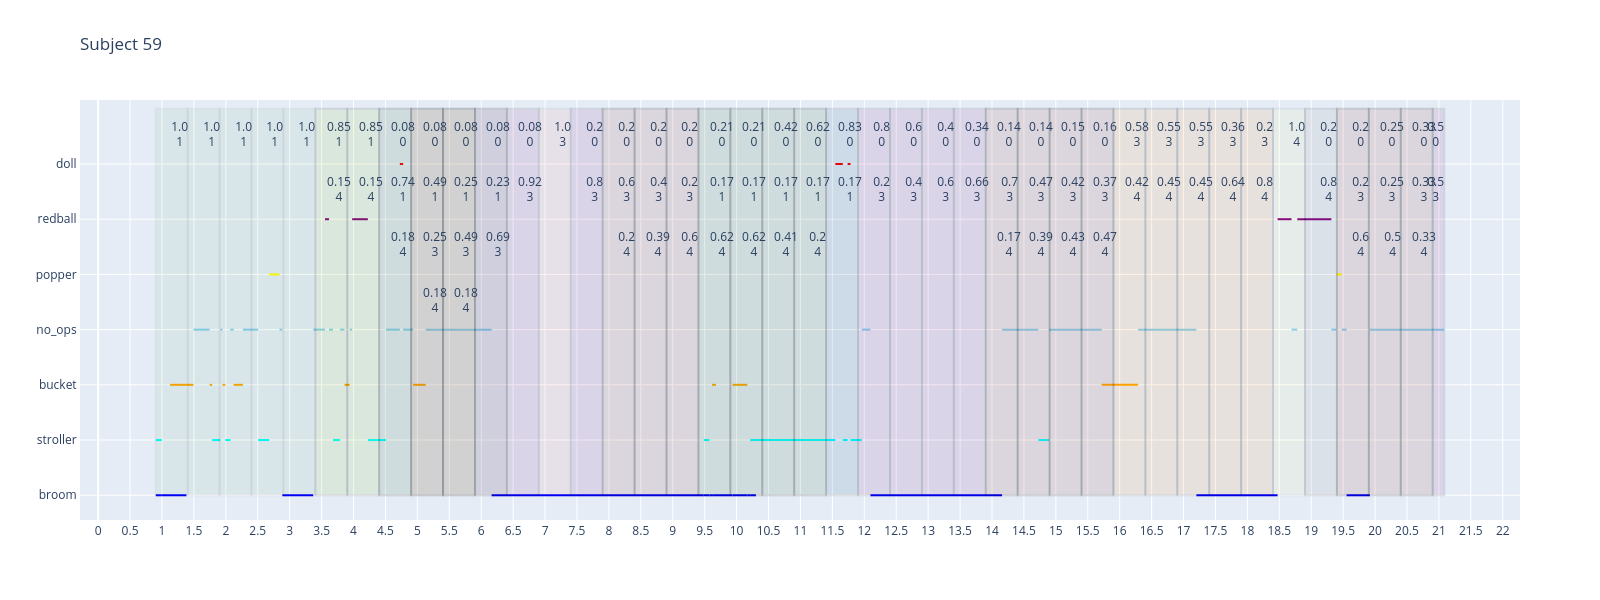 Subject 59
1.0 1.0 1.0 1.0 1.0 0.85 0.85 0.08 0.08 0.08 0.08 0.08 1.0 0.2 0.2 0.2 0.2 0.21 0.21 0.42 0.62 0.83 0.8 0.6 0.4 0.34 0.14 0.14 0.15 0.16 0.58 0.55 0.55 0.36 0.2 1.0 0.2 0.2 0.25 0.33 0.5
1 1 1 1 1 1 1 0 0 0 0 0 3 0 0 0 0 0 0 0 0 0 0 0 0 0 0 0 0 0 3 3 3 3 3 4 0 0 0 0 0
doll
0.15 0.15 0.74 0.49 0.25 0.23 0.92 0.8 0.6 0.4 0.2 0.17 0.17 0.17 0.17 0.17 0.2 0.4 0.6 0.66 0.7 0.47 0.42 0.37 0.42 0.45 0.45 0.64 0.8 0.8 0.2 0.25 0.33 0.5
4 4 1 1 1 1 3 3 3 3 3 1 1 1 1 1 3 3 3 3 3 3 3 3 4 4 4 4 4 4 3 3 3 3
redball
0.18 0.25 0.49 0.69 0.2 0.39 0.6 0.62 0.62 0.41 0.2 0.17 0.39 0.43 0.47 0.6 0.5 0.33
4 3 3 3 4 4 4 4 4 4 4 4 4 4 4 4 4 4
popper
0.18 0.18
4 4
no_ops
bucket
stroller
broom
0 0.5 1 1.5 2 2.5 3 3.5 4 4.5 5 5.5 6 6.5 7 7.5 8 8.5 9 9.5 10 10.5 11 11.5 12 12.5 13 13.5 14 14.5 15 15.5 16 16.5 17 17.5 18 18.5 19 19.5 20 20.5 21 21.5 22